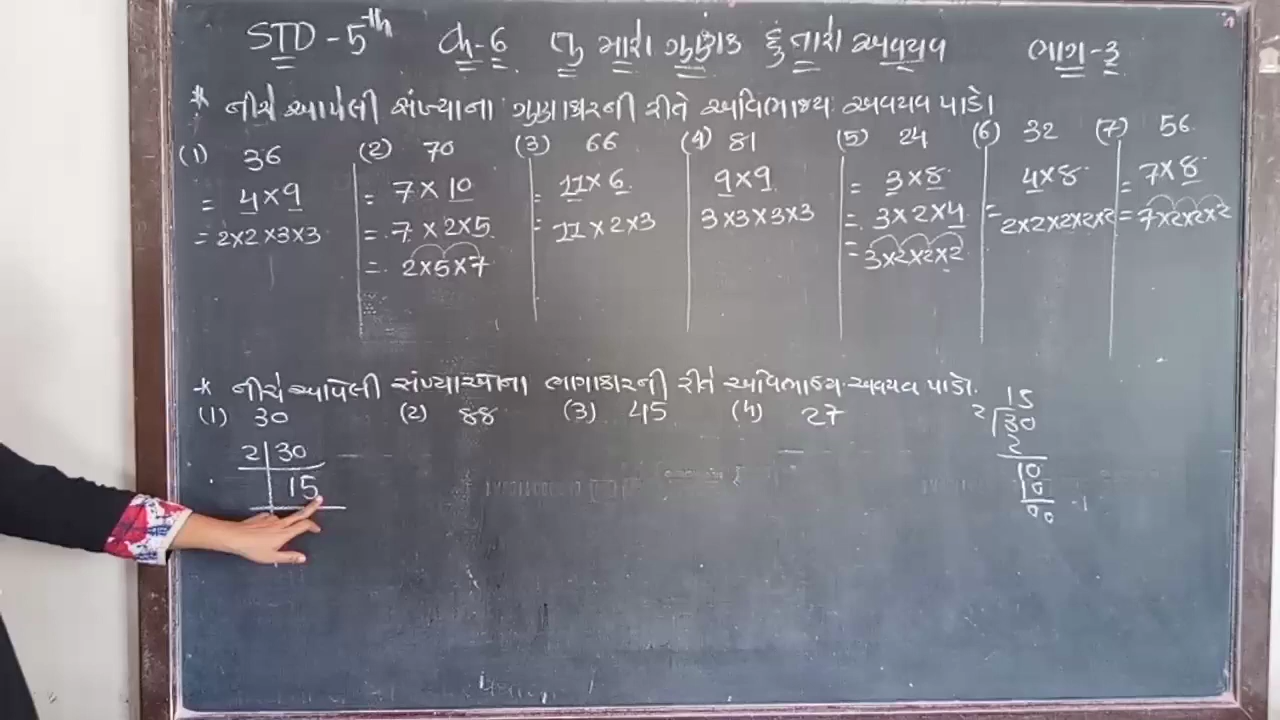 STD - 5th Ch-6 હું મારો ગુણાંક તું મારો અવયવ ભાગ-૩
* નીચે આપેલી સંખ્યાના ગુણાકારની રીતે અવિભાજ્ય અવયવ પાડો.
(1) 36 (2) 70 (3) 66 (4) 81 (5) 24 (6) 32 (7) 56
= 4 × 9 = 7 × 10 = 11 × 6 9 × 9 = 3 × 8 4 × 8 = 7 × 8
= 2×2×3×3 = 7 × 2×5 = 11 × 2 × 3 3×3×3×3 = 3×2×4 = 2×2×2×2×2 = 7×2×2×2
= 2×5×7 = 3×2×2×2
* નીચે આપેલી સંખ્યાઓના ભાગાકારની રીતે અવિભાજ્ય અવયવ પાડો.
(1) 30 (2) 88 (3) 45 (4) 27
2 30
15
15
2 30
2
10
10
00